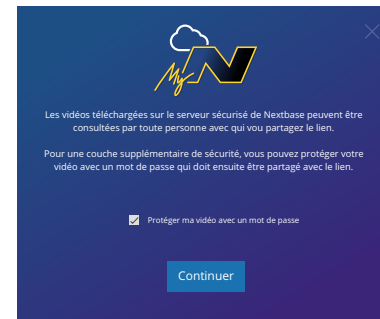 My N
Les vidéos téléchargées sur le serveur sécurisé de Nextbase peuvent être
consultées par toute personne avec qui vou partagez le lien.
Pour une couche supplémentaire de sécurité, vous pouvez protéger votre
vidéo avec un mot de passe qui doit ensuite être partagé avec le lien.
Protéger ma vidéo avec un mot de passe
Continuer